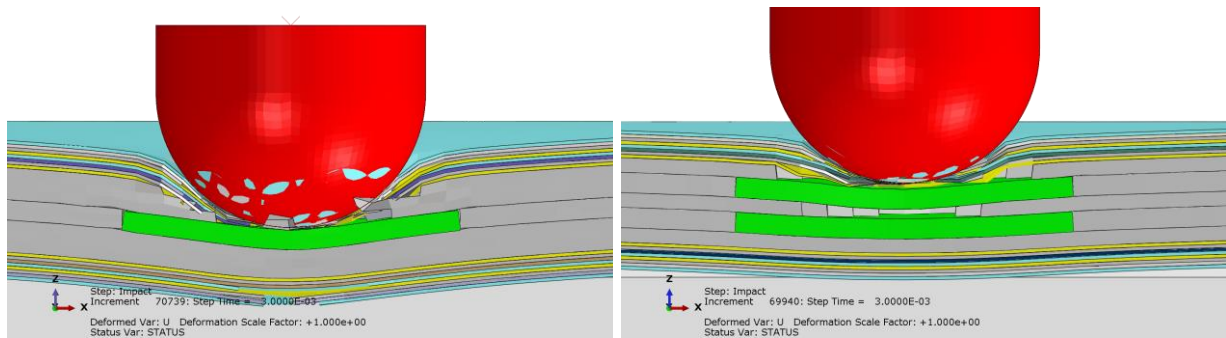 Z
X
Step: Impact
Increment 70739: Step Time = 3.0000E-03
Deformed Var: U Deformation Scale Factor: +1.000e+00
Status Var: STATUS
Z
X
Step: Impact
Increment 69940: Step Time = 3.0000E-03
Deformed Var: U Deformation Scale Factor: +1.000e+00
Status Var: STATUS